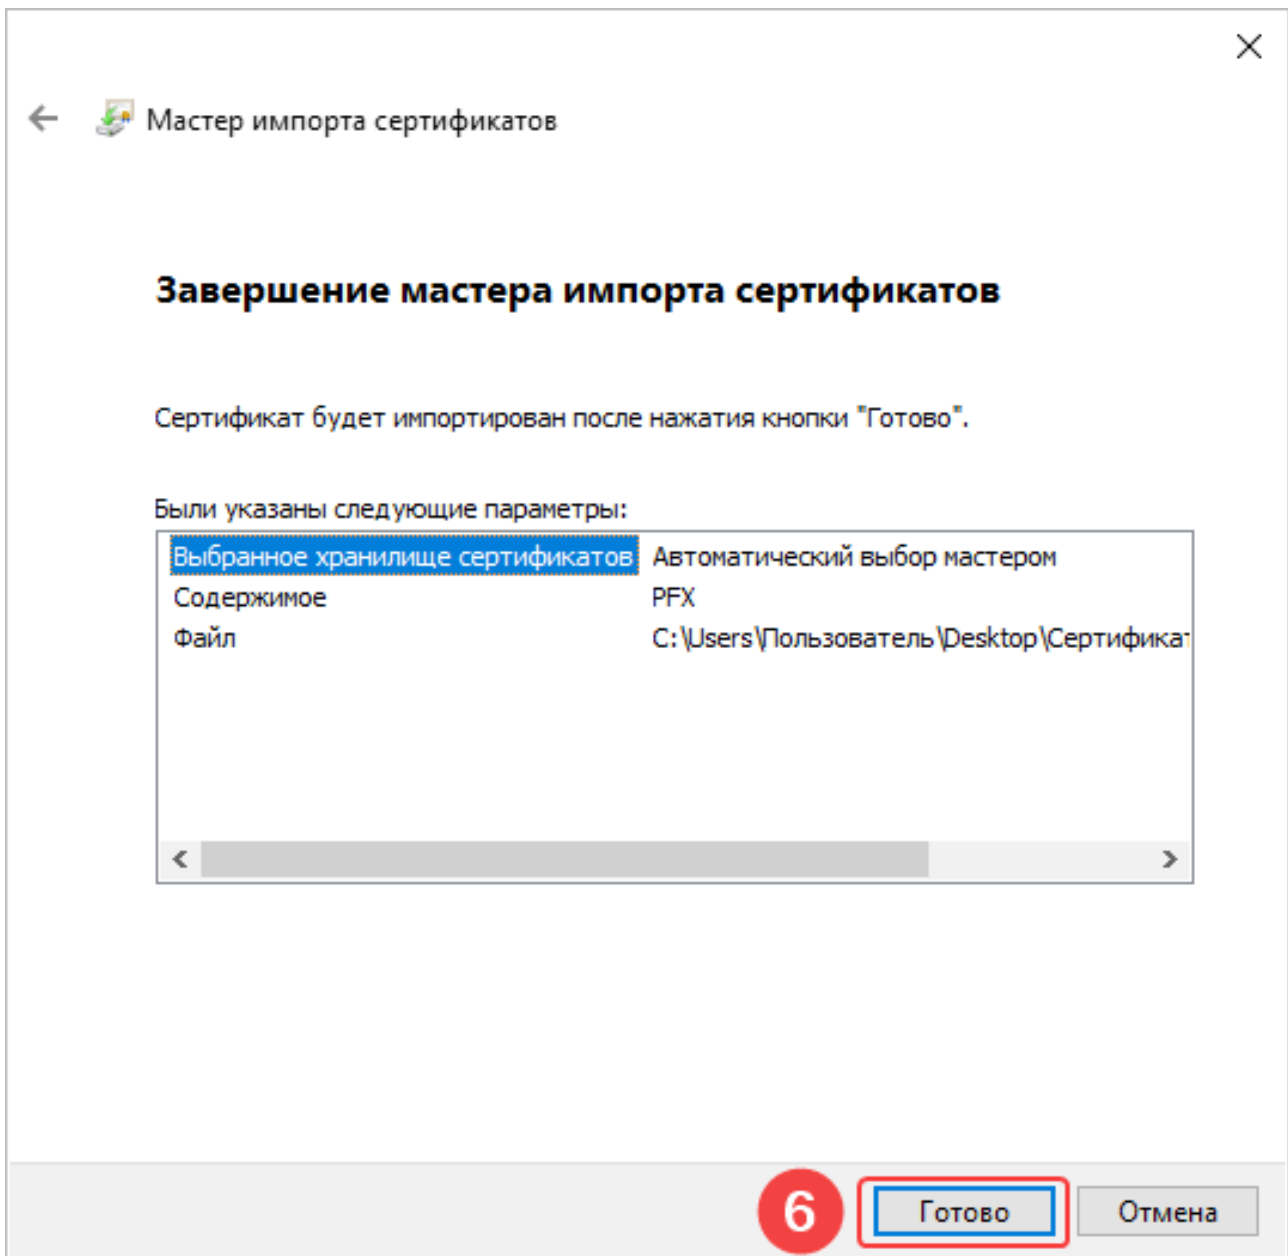 Мастер импорта сертификатов
Завершение мастера импорта сертификатов
Сертификат будет импортирован после нажатия кнопки "Готово".
Были указаны следующие параметры:
Выбранное хранилище сертификатов Автоматический выбор мастером
Содержимое PFX
Файл C:\Users\Пользователь\Desktop\Сертификат
6 Готово Отмена